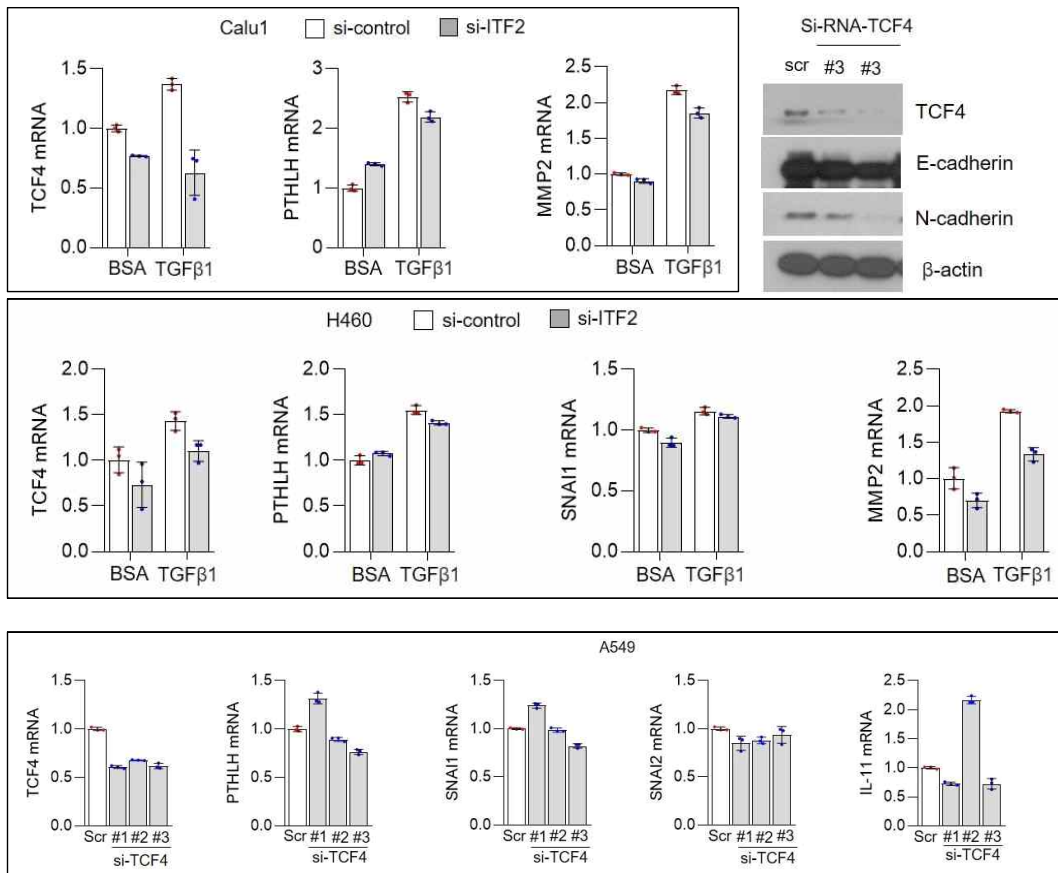 Calu1 si-control si-ITF2
TCF4 mRNA
1.5
1.0
0.5
0.0
BSA TGFβ1
PTHLH mRNA
3
2
1
0
BSA TGFβ1
MMP2 mRNA
2.5
2.0
1.5
1.0
0.5
0.0
BSA TGFβ1
Si-RNA-TCF4
scr #3 #3
TCF4
E-cadherin
N-cadherin
β-actin
H460 si-control si-ITF2
TCF4 mRNA
2.0
1.5
1.0
0.5
0.0
BSA TGFβ1
PTHLH mRNA
2.0
1.5
1.0
0.5
0.0
BSA TGFβ1
SNAI1 mRNA
1.5
1.0
0.5
0.0
BSA TGFβ1
MMP2 mRNA
2.5
2.0
1.5
1.0
0.5
0.0
BSA TGFβ1
A549
TCF4 mRNA
1.5
1.0
0.5
0.0
Scr #1 #2 #3
si-TCF4
PTHLH mRNA
1.5
1.0
0.5
0.0
Scr #1 #2 #3
si-TCF4
SNAI1 mRNA
1.5
1.0
0.5
0.0
Scr #1 #2 #3
si-TCF4
SNAI2 mRNA
1.5
1.0
0.5
0.0
Scr #1 #2 #3
si-TCF4
IL-11 mRNA
2.5
2.0
1.5
1.0
0.5
0.0
Scr #1 #2 #3
si-TCF4